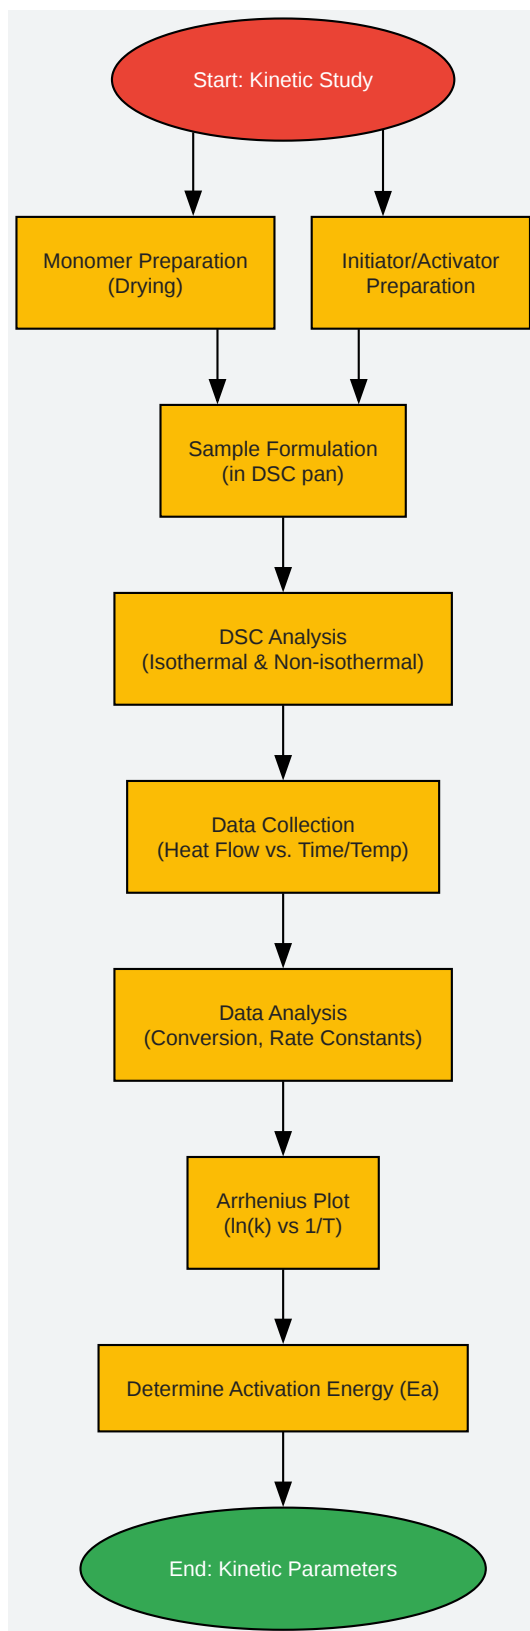 Start: Kinetic Study
Monomer Preparation
(Drying)
Initiator/Activator
Preparation
Sample Formulation
(in DSC pan)
DSC Analysis
(Isothermal & Non-isothermal)
Data Collection
(Heat Flow vs. Time/Temp)
Data Analysis
(Conversion, Rate Constants)
Arrhenius Plot
(ln(k) vs 1/T)
Determine Activation Energy (Ea)
End: Kinetic Parameters